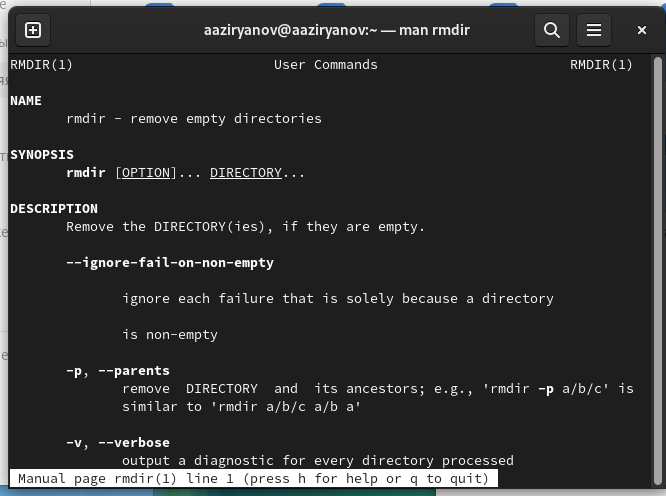 aaziryanov@aaziryanov:~ — man rmdir
RMDIR(1) User Commands RMDIR(1)
NAME
rmdir - remove empty directories
SYNOPSIS
rmdir [OPTION]... DIRECTORY...
DESCRIPTION
Remove the DIRECTORY(ies), if they are empty.
--ignore-fail-on-non-empty
ignore each failure that is solely because a directory
is non-empty
-p, --parents
remove DIRECTORY and its ancestors; e.g., 'rmdir -p a/b/c' is
similar to 'rmdir a/b/c a/b a'
-v, --verbose
output a diagnostic for every directory processed
Manual page rmdir(1) line 1 (press h for help or q to quit)